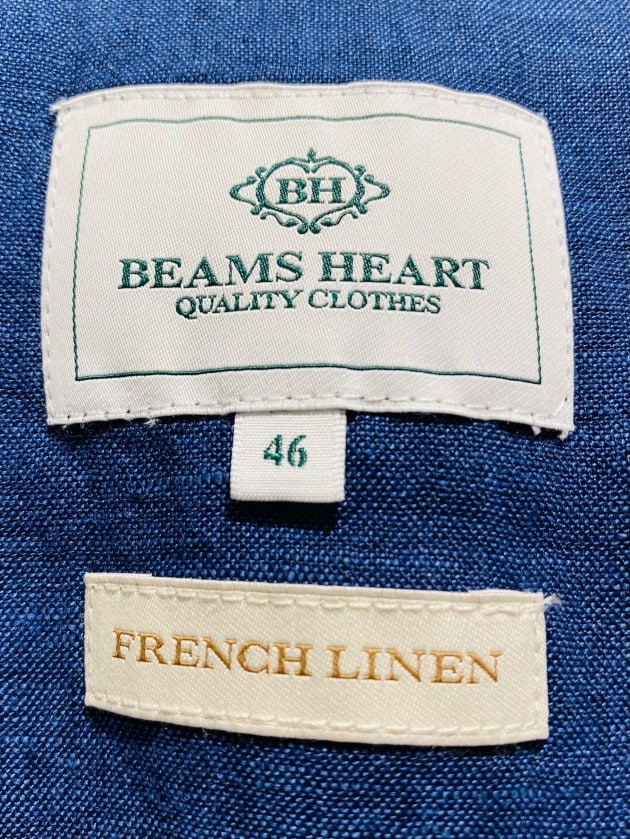 BH
BEAMS HEART
QUALITY CLOTHES
46
FRENCH LINEN